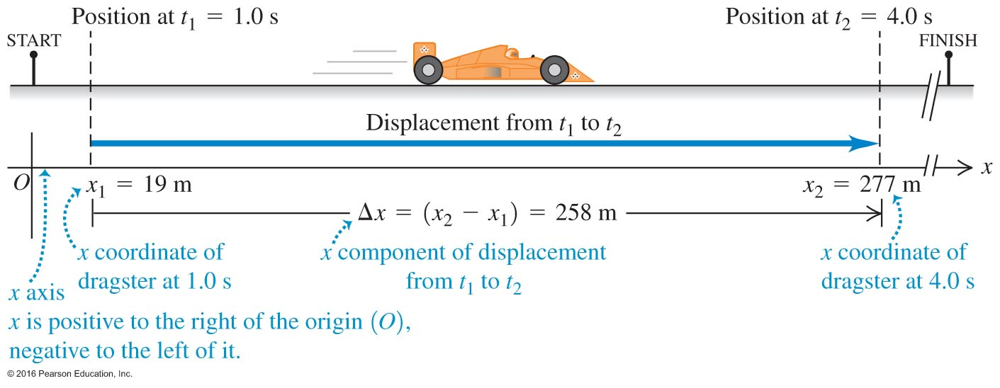 Position at t₁ = 1.0 s
Position at t₂ = 4.0 s
START
FINISH
Displacement from t₁ to t₂
x
O
x₁ = 19 m
x₂ = 277 m
Δx = (x₂ − x₁) = 258 m
x coordinate of
dragster at 1.0 s
x component of displacement
from t₁ to t₂
x coordinate of
dragster at 4.0 s
x axis
x is positive to the right of the origin (O),
negative to the left of it.
© 2016 Pearson Education, Inc.